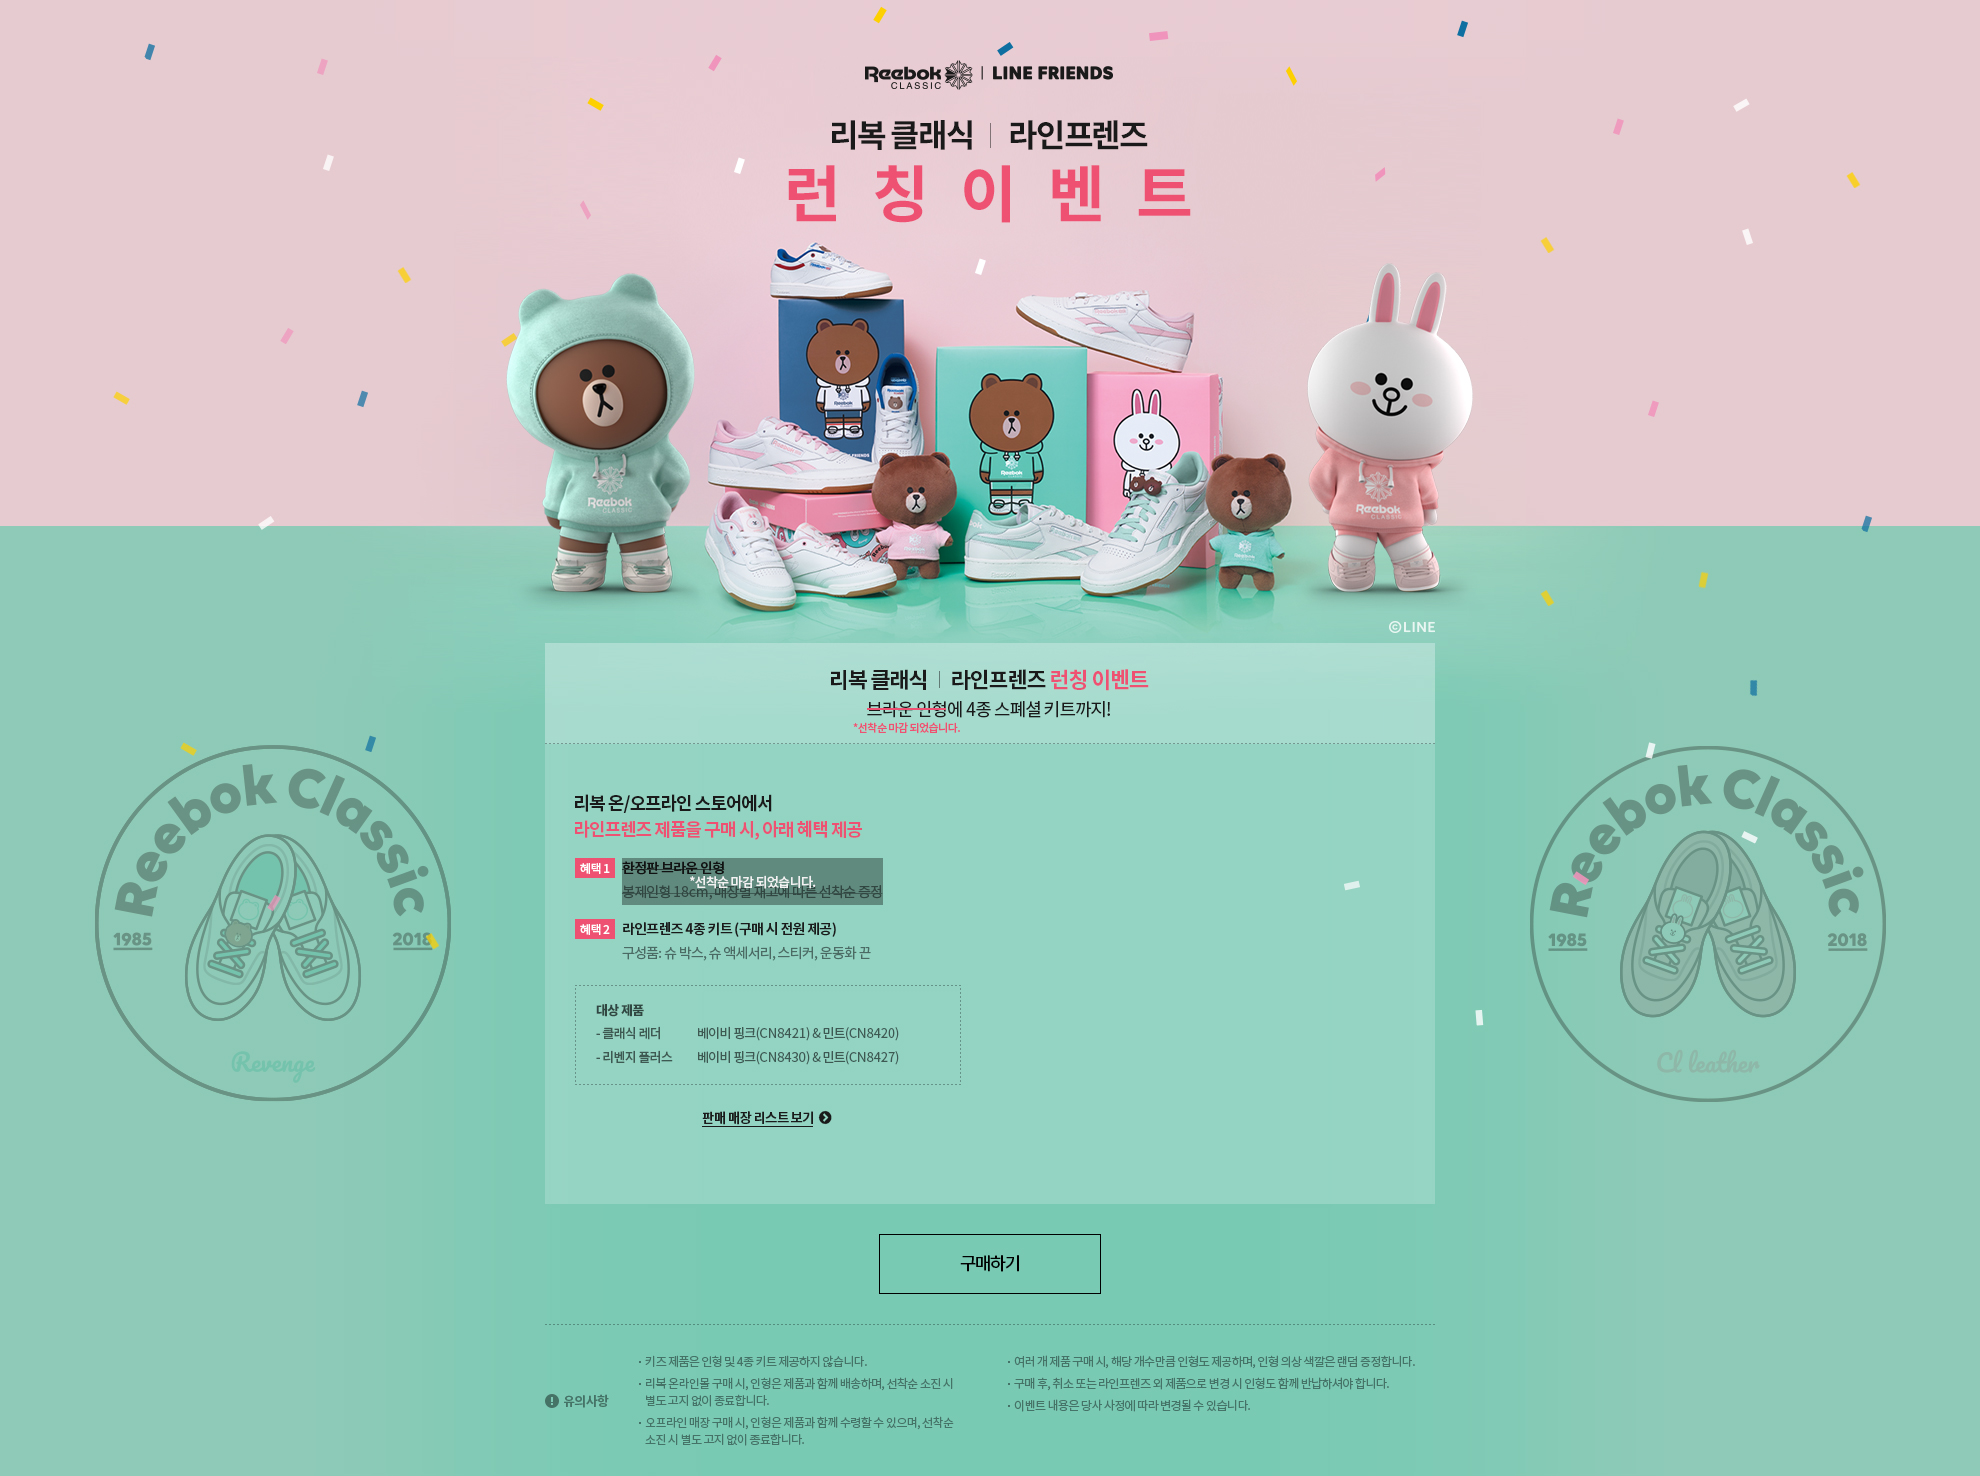 Reebok CLASSIC | LINE FRIENDS
리복 클래식 | 라인프렌즈
런칭이벤트
Reebok
CLASSIC
Reebok
CLASSIC
©LINE
리복 클래식 | 라인프렌즈 런칭 이벤트
브라운 인형에 4종 스폐셜 키트까지!
*선착순 마감 되었습니다.
리복 온/오프라인 스토어에서
라인프렌즈 제품을 구매 시, 아래 혜택 제공
혜택 1 한정판 브라운 인형
*선착순 마감 되었습니다.
봉제인형 18cm, 매장별 재고에 따른 선착순 증정
혜택 2 라인프렌즈 4종 키트 (구매 시 전원 제공)
구성품: 슈 박스, 슈 액세서리, 스티커, 운동화 끈
대상 제품
- 클래식 레더 베이비 핑크(CN8421) & 민트(CN8420)
- 리벤지 플러스 베이비 핑크(CN8430) & 민트(CN8427)
판매 매장 리스트 보기
Reebok Classic
1985 2018
Revenge
Reebok Classic
1985 2018
Cl leather
구매하기
유의사항
· 키즈 제품은 인형 및 4종 키트 제공하지 않습니다.
· 리복 온라인몰 구매 시, 인형은 제품과 함께 배송하며, 선착순 소진 시
별도 고지 없이 종료합니다.
· 오프라인 매장 구매 시, 인형은 제품과 함께 수령할 수 있으며, 선착순
소진 시 별도 고지 없이 종료합니다.
· 여러 개 제품 구매 시, 해당 개수만큼 인형도 제공하며, 인형 의상 색깔은 랜덤 증정합니다.
· 구매 후, 취소 또는 라인프렌즈 외 제품으로 변경 시 인형도 함께 반납하셔야 합니다.
· 이벤트 내용은 당사 사정에 따라 변경될 수 있습니다.